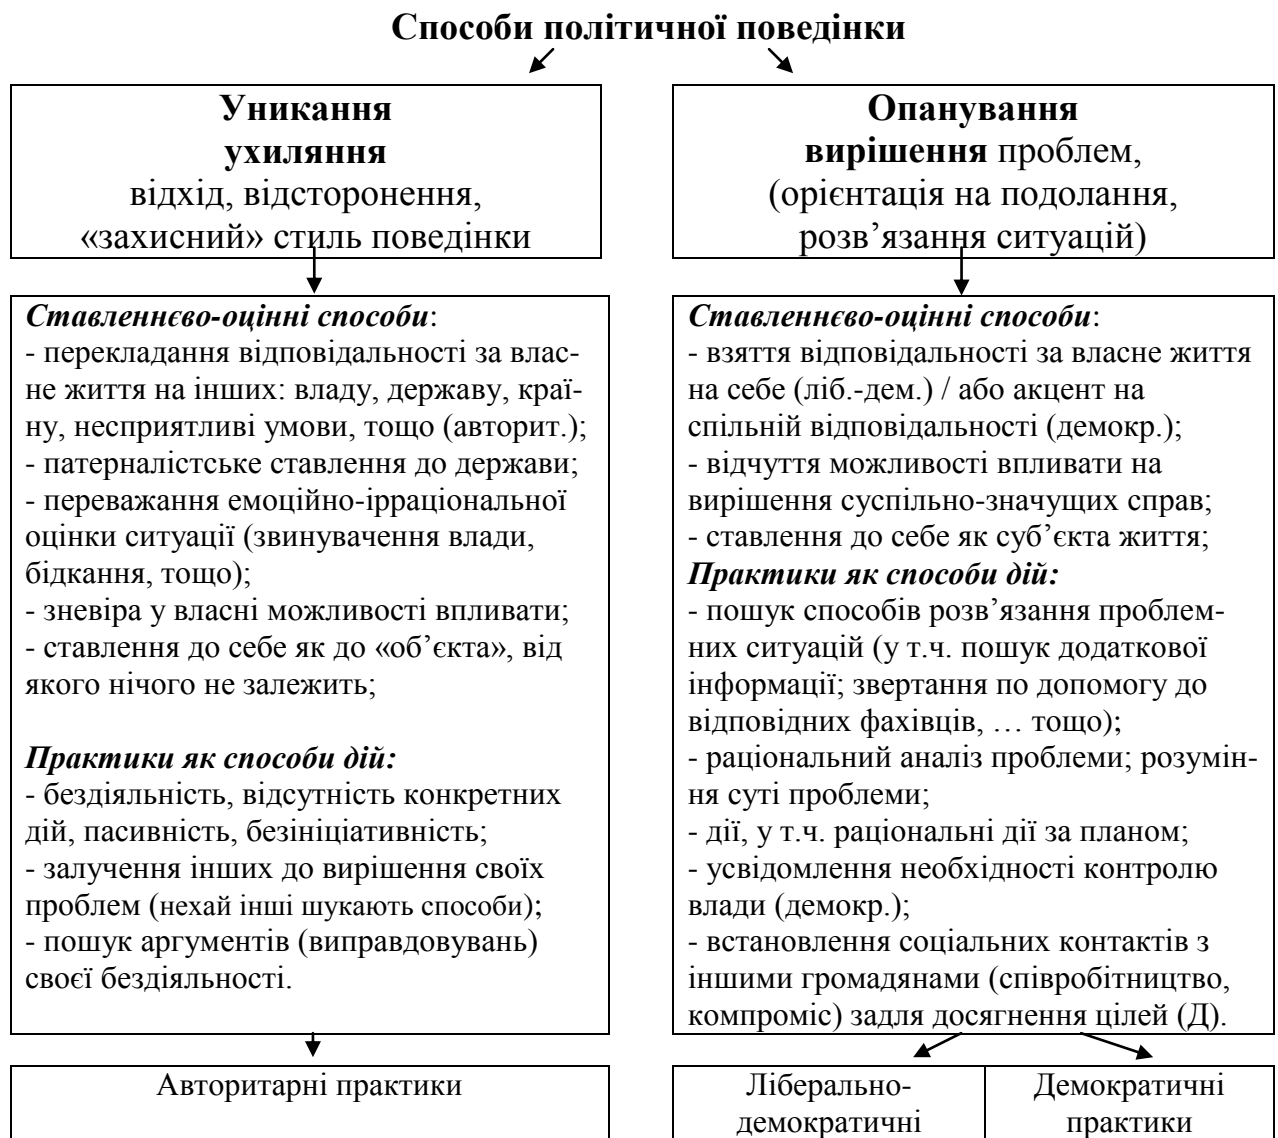 Способи політичної поведінки
Уникання
ухиляння
відхід, відсторонення,
«захисний» стиль поведінки
Опанування
вирішення проблем,
(орієнтація на подолання,
розв’язання ситуацій)
Ставленнєво-оцінні способи:
- перекладання відповідальності за влас-
не життя на інших: владу, державу, краї-
ну, несприятливі умови, тощо (авторит.);
- патерналістське ставлення до держави;
- переважання емоційно-ірраціональної
оцінки ситуації (звинувачення влади,
бідкання, тощо);
- зневіра у власні можливості впливати;
- ставлення до себе як до «об’єкта», від
якого нічого не залежить;
Практики як способи дій:
- бездіяльність, відсутність конкретних
дій, пасивність, безініціативність;
- залучення інших до вирішення своїх
проблем (нехай інші шукають способи);
- пошук аргументів (виправдовувань)
своєї бездіяльності.
Ставленнєво-оцінні способи:
- взяття відповідальності за власне життя
на себе (ліб.-дем.) / або акцент на
спільній відповідальності (демокр.);
- відчуття можливості впливати на
вирішення суспільно-значущих справ;
- ставлення до себе як суб’єкта життя;
Практики як способи дій:
- пошук способів розв’язання проблем-
них ситуацій (у т.ч. пошук додаткової
інформації; звертання по допомогу до
відповідних фахівців, … тощо);
- раціональний аналіз проблеми; розумін-
ня суті проблеми;
- дії, у т.ч. раціональні дії за планом;
- усвідомлення необхідності контролю
влади (демокр.);
- встановлення соціальних контактів з
іншими громадянами (співробітництво,
компроміс) задля досягнення цілей (Д).
Авторитарні практики
Ліберально-
демократичні
Демократичні
практики